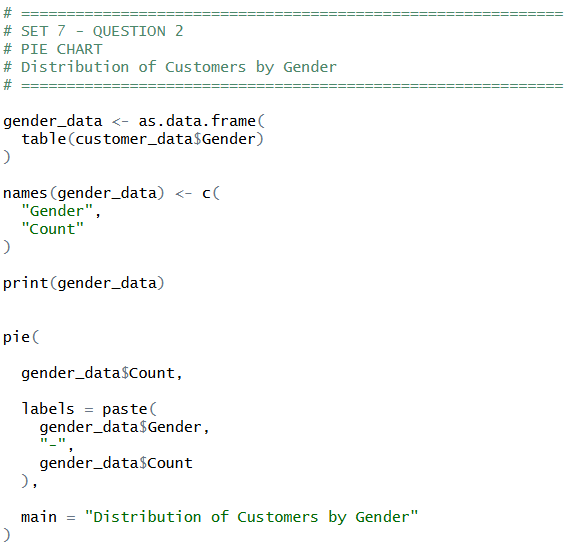 # ============================================================
# SET 7 - QUESTION 2
# PIE CHART
# Distribution of Customers by Gender
# ============================================================
gender_data <- as.data.frame(
  table(customer_data$Gender)
)
names(gender_data) <- c(
  "Gender",
  "Count"
)
print(gender_data)
pie(
  gender_data$Count,
  labels = paste(
    gender_data$Gender,
    "-",
    gender_data$Count
  ),
  main = "Distribution of Customers by Gender"
)